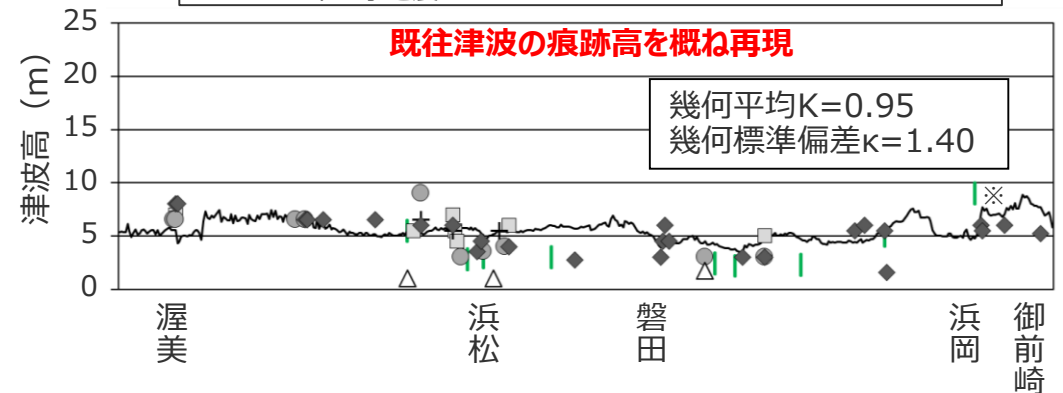 25
既往津波の痕跡高を概ね再現
20
幾何平均K=0.95
幾何標準偏差κ=1.40
15
10
※
5
0
津波高(m)
渥美
浜松
磐田
浜岡
御前崎